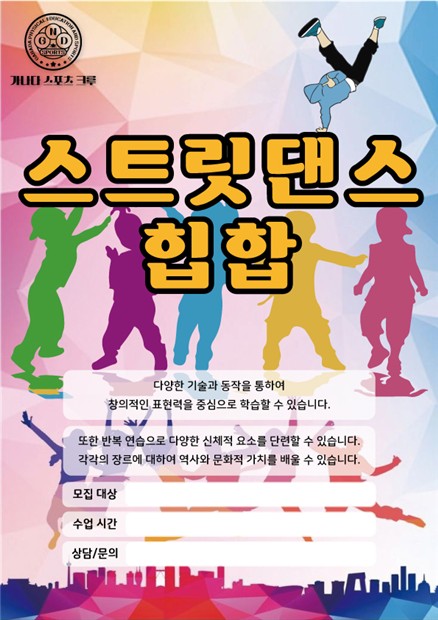 GND
SPORTS
가나다 스포츠 크루
스트릿댄스
힙합
다양한 기술과 동작을 통하여
창의적인 표현력을 중심으로 학습할 수 있습니다.
또한 반복 연습으로 다양한 신체적 요소를 단련할 수 있습니다.
각각의 장르에 대하여 역사와 문화적 가치를 배울 수 있습니다.
모집 대상
수업 시간
상담/문의